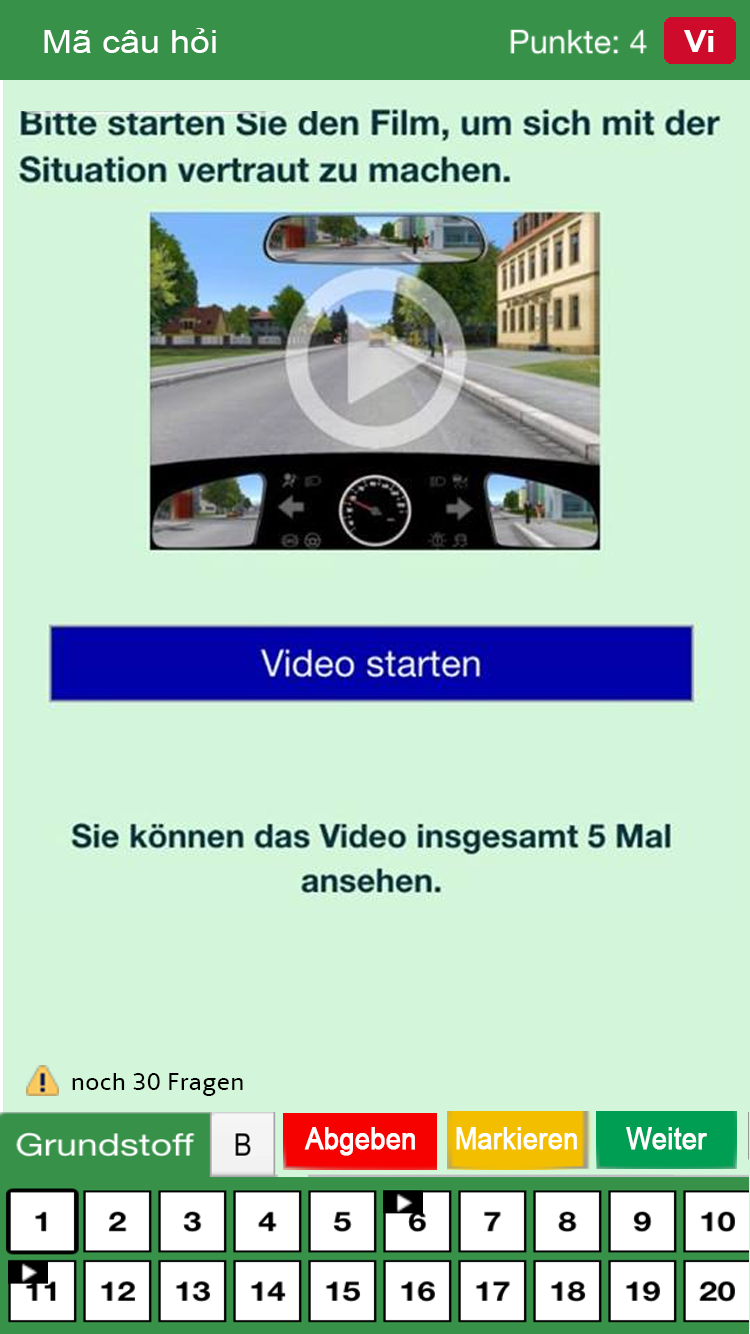 Mã câu hỏi
Punkte: 4
Vi
Bitte starten Sie den Film, um sich mit der
Situation vertraut zu machen.
Video starten
Sie können das Video insgesamt 5 Mal
ansehen.
noch 30 Fragen
Grundstoff
B
Abgeben
Markieren
Weiter
1 2 3 4 5 6 7 8 9 10
11 12 13 14 15 16 17 18 19 20